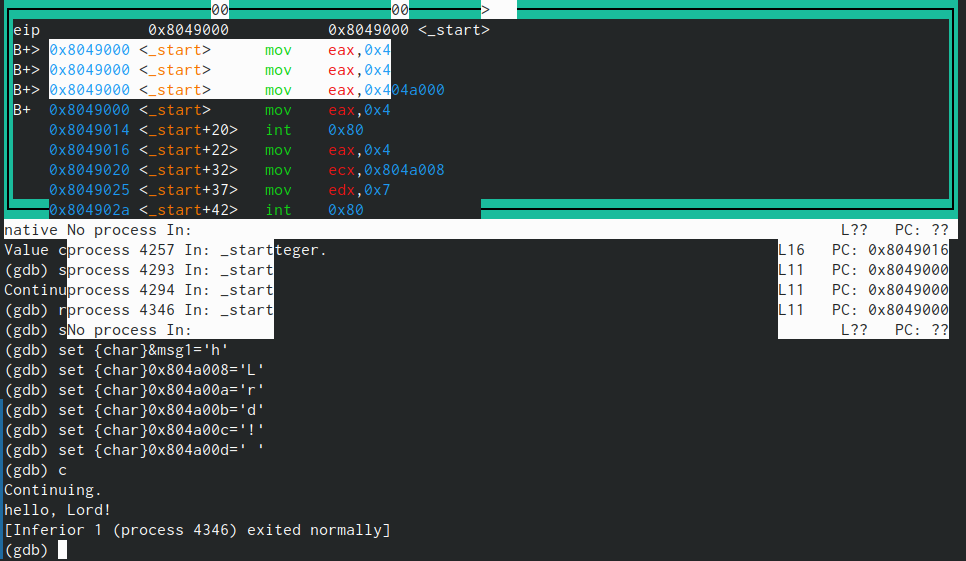 00 00 >
eip 0x8049000 0x8049000 <_start>
B+> 0x8049000 <_start> mov eax,0x4
B+> 0x8049000 <_start> mov eax,0x4
B+> 0x8049000 <_start> mov eax,0x404a000
B+ 0x8049000 <_start> mov eax,0x4
0x8049014 <_start+20> int 0x80
0x8049016 <_start+22> mov eax,0x4
0x8049020 <_start+32> mov ecx,0x804a008
0x8049025 <_start+37> mov edx,0x7
0x804902a <_start+42> int 0x80
native No process In: L?? PC: ??
Value cprocess 4257 In: _startteger. L16 PC: 0x8049016
(gdb) sprocess 4293 In: _start L11 PC: 0x8049000
Continuprocess 4294 In: _start L11 PC: 0x8049000
(gdb) rprocess 4346 In: _start L11 PC: 0x8049000
(gdb) sNo process In: L?? PC: ??
(gdb) set {char}&msg1='h'
(gdb) set {char}0x804a008='L'
(gdb) set {char}0x804a00a='r'
(gdb) set {char}0x804a00b='d'
(gdb) set {char}0x804a00c='!'
(gdb) set {char}0x804a00d=' '
(gdb) c
Continuing.
hello, Lord!
[Inferior 1 (process 4346) exited normally]
(gdb)